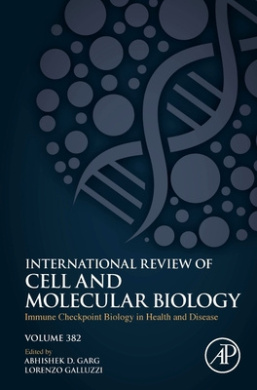 INTERNATIONAL REVIEW OF
CELL AND
MOLECULAR BIOLOGY
Immune Checkpoint Biology in Health and Disease
VOLUME 382
Edited by
ABHISHEK D. GARG
LORENZO GALLUZZI
AP